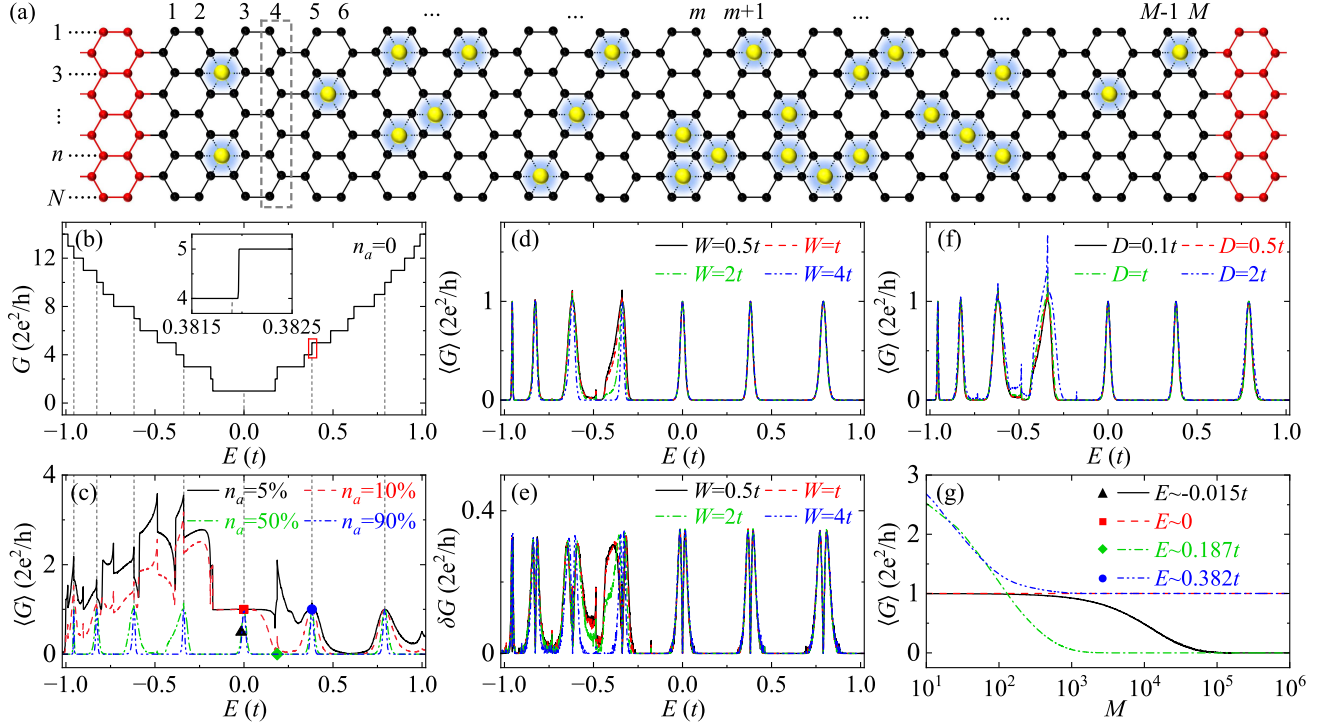 (a) 1 2 3 4 5 6 ... ... m m+1 ... ... M-1 M
1
3
⋮
n
N
(b) n_a=0
G (2e²/h)
12
8
4
0
5
4
0.3815 0.3825
−1.0 −0.5 0.0 0.5 1.0
E (t)
(d) W=0.5t W=t
W=2t W=4t
⟨G⟩ (2e²/h)
1
0
−1.0 −0.5 0.0 0.5 1.0
E (t)
(f) D=0.1t D=0.5t
D=t D=2t
⟨G⟩ (2e²/h)
1
0
−1.0 −0.5 0.0 0.5 1.0
E (t)
(c) n_a=5% n_a=10%
n_a=50% n_a=90%
⟨G⟩ (2e²/h)
4
2
1
0
−1.0 −0.5 0.0 0.5 1.0
E (t)
(e) W=0.5t W=t
W=2t W=4t
δG (2e²/h)
0.4
0
−1.0 −0.5 0.0 0.5 1.0
E (t)
(g) E~-0.015t
E~0
E~0.187t
E~0.382t
⟨G⟩ (2e²/h)
3
2
1
0
10¹ 10² 10³ 10⁴ 10⁵ 10⁶
M